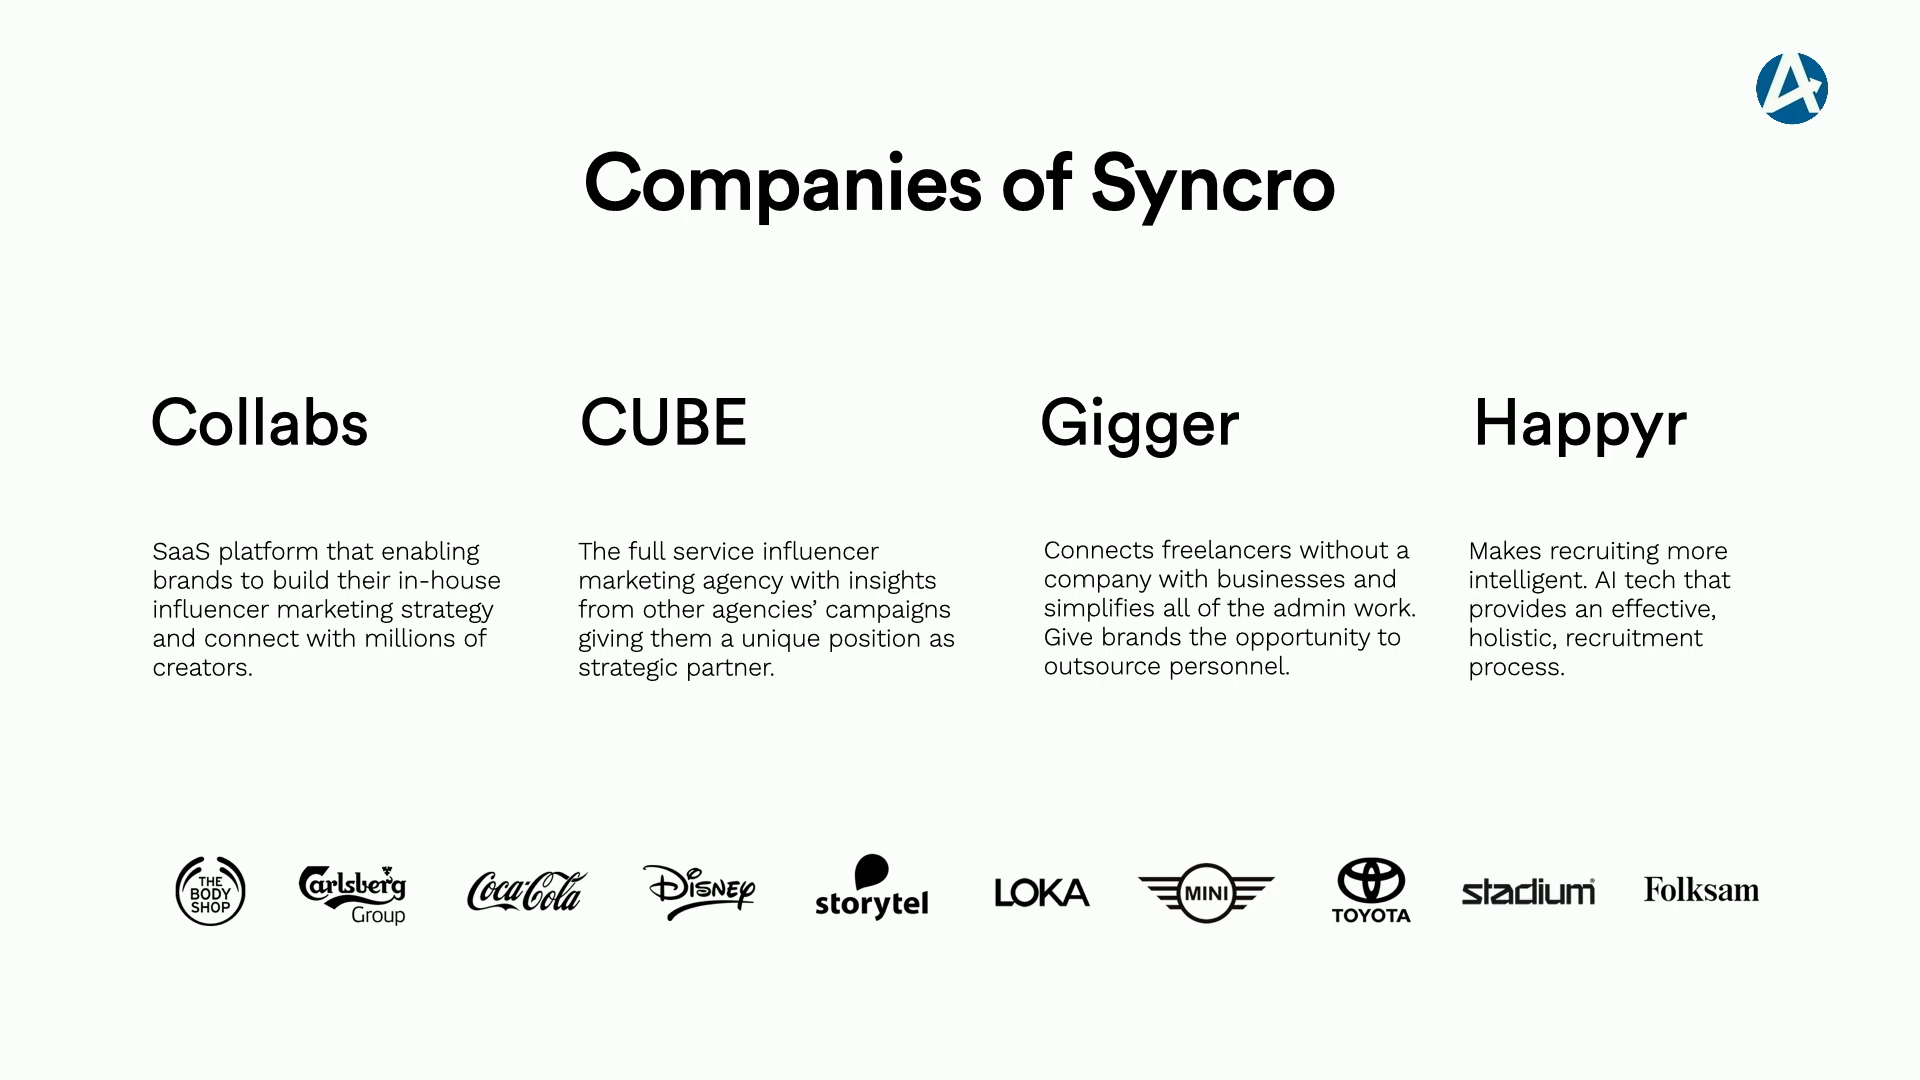 Companies of Syncro
Collabs
SaaS platform that enabling
brands to build their in-house
influencer marketing strategy
and connect with millions of
creators.
CUBE
The full service influencer
marketing agency with insights
from other agencies’ campaigns
giving them a unique position as
strategic partner.
Gigger
Connects freelancers without a
company with businesses and
simplifies all of the admin work.
Give brands the opportunity to
outsource personnel.
Happyr
Makes recruiting more
intelligent. AI tech that
provides an effective,
holistic, recruitment
process.
THE
BODY
SHOP
Carlsberg
Group
Coca-Cola
Disney
storytel
LOKA
MINI
TOYOTA
stadium®
Folksam